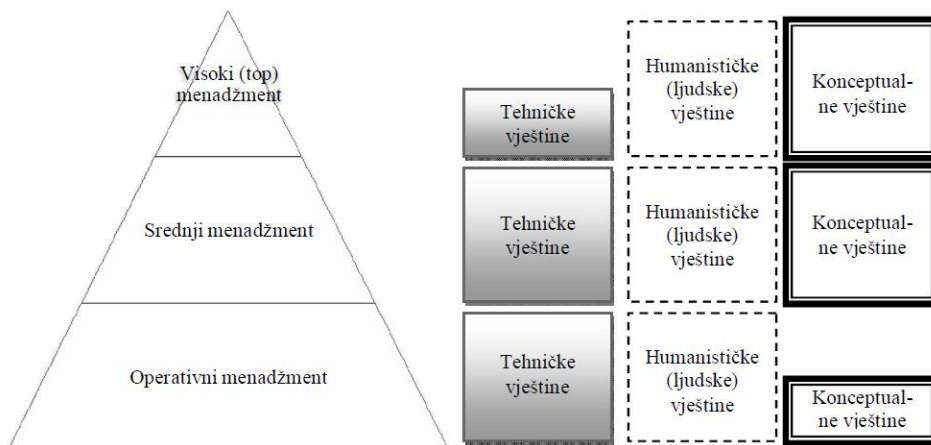 Visoki (top)
menadžment
Tehničke
vještine
Humanističke
(ljudske)
vještine
Konceptual-
ne vještine
Srednji menadžment
Tehničke
vještine
Humanističke
(ljudske)
vještine
Konceptual-
ne vještine
Operativni menadžment
Tehničke
vještine
Humanističke
(ljudske)
vještine
Konceptual-
ne vještine